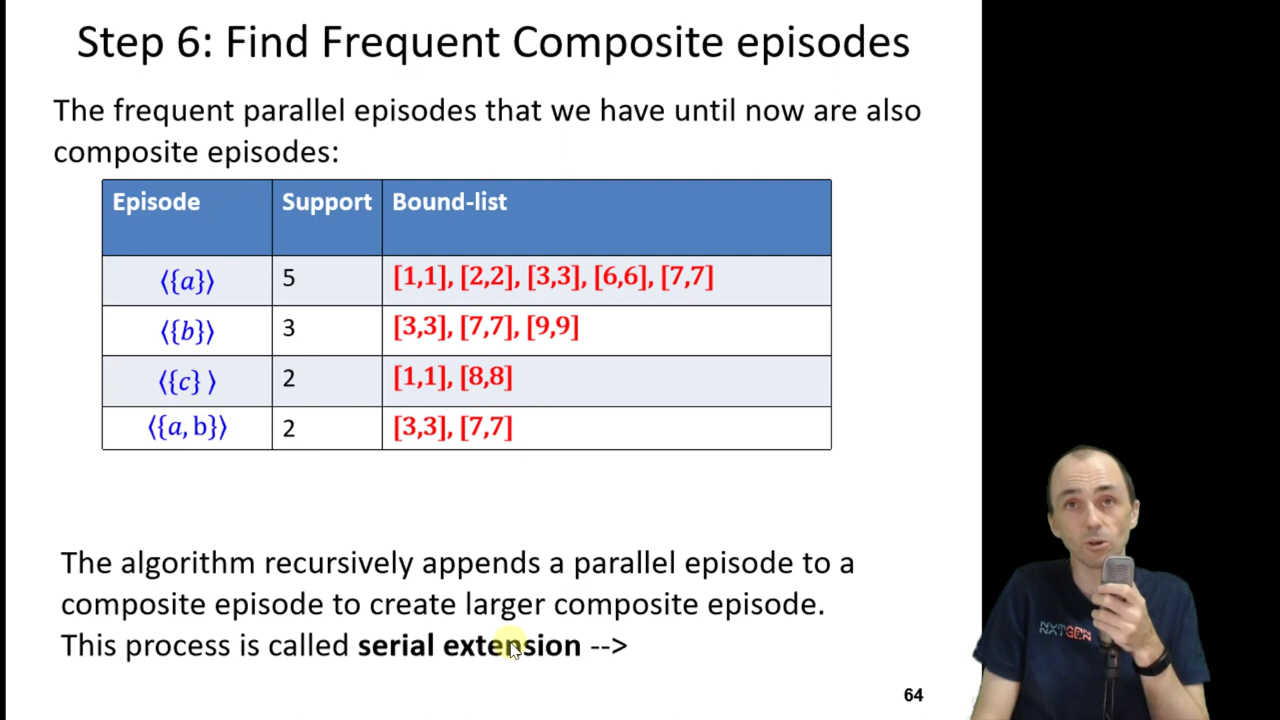 Step 6: Find Frequent Composite episodes
The frequent parallel episodes that we have until now are also
composite episodes:
Episode Support Bound-list
⟨{a}⟩ 5 [1,1], [2,2], [3,3], [6,6], [7,7]
⟨{b}⟩ 3 [3,3], [7,7], [9,9]
⟨{c} ⟩ 2 [1,1], [8,8]
⟨{a, b}⟩ 2 [3,3], [7,7]
The algorithm recursively appends a parallel episode to a
composite episode to create larger composite episode.
This process is called serial extension -->
64